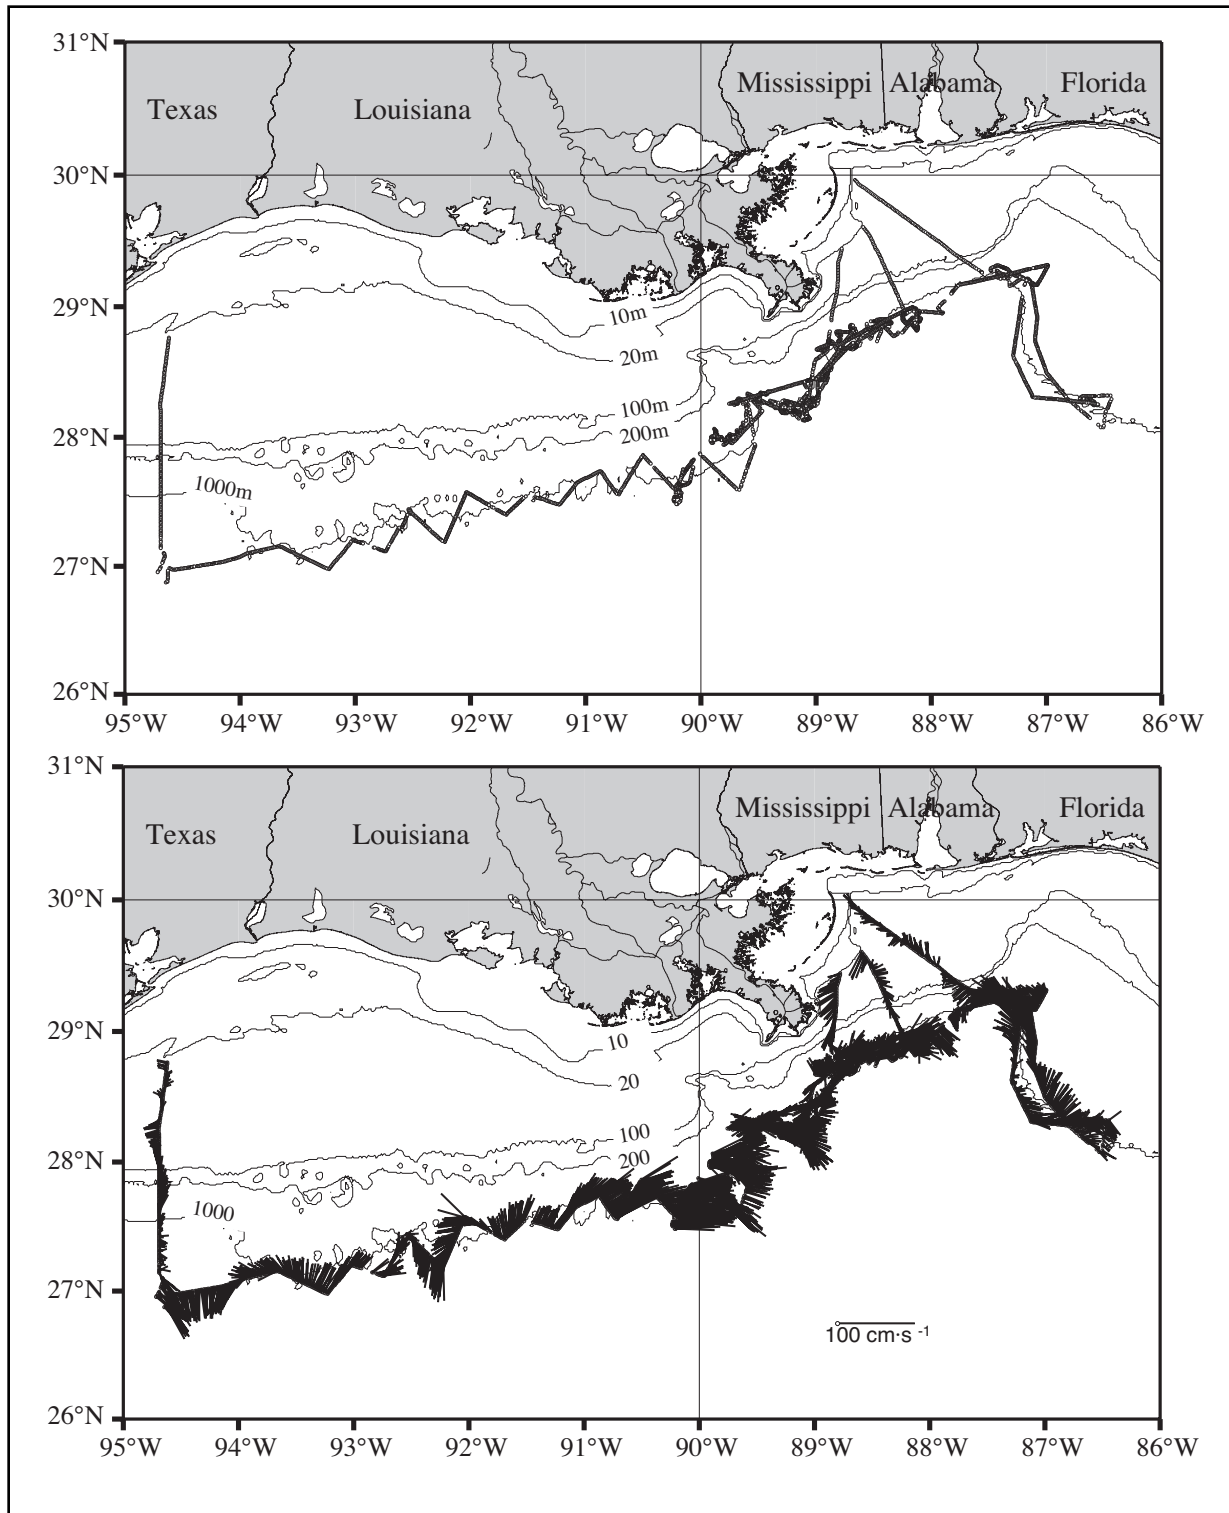 31°N
Mississippi Alabama Florida
Texas Louisiana
30°N
29°N
10m
20m
100m
28°N
200m
1000m
27°N
26°N
95°W 94°W 93°W 92°W 91°W 90°W 89°W 88°W 87°W 86°W
31°N
Mississippi Alabama Florida
Texas Louisiana
30°N
29°N
10
20
100
28°N
200
1000
27°N
100 cm·s -1
26°N
95°W 94°W 93°W 92°W 91°W 90°W 89°W 88°W 87°W 86°W